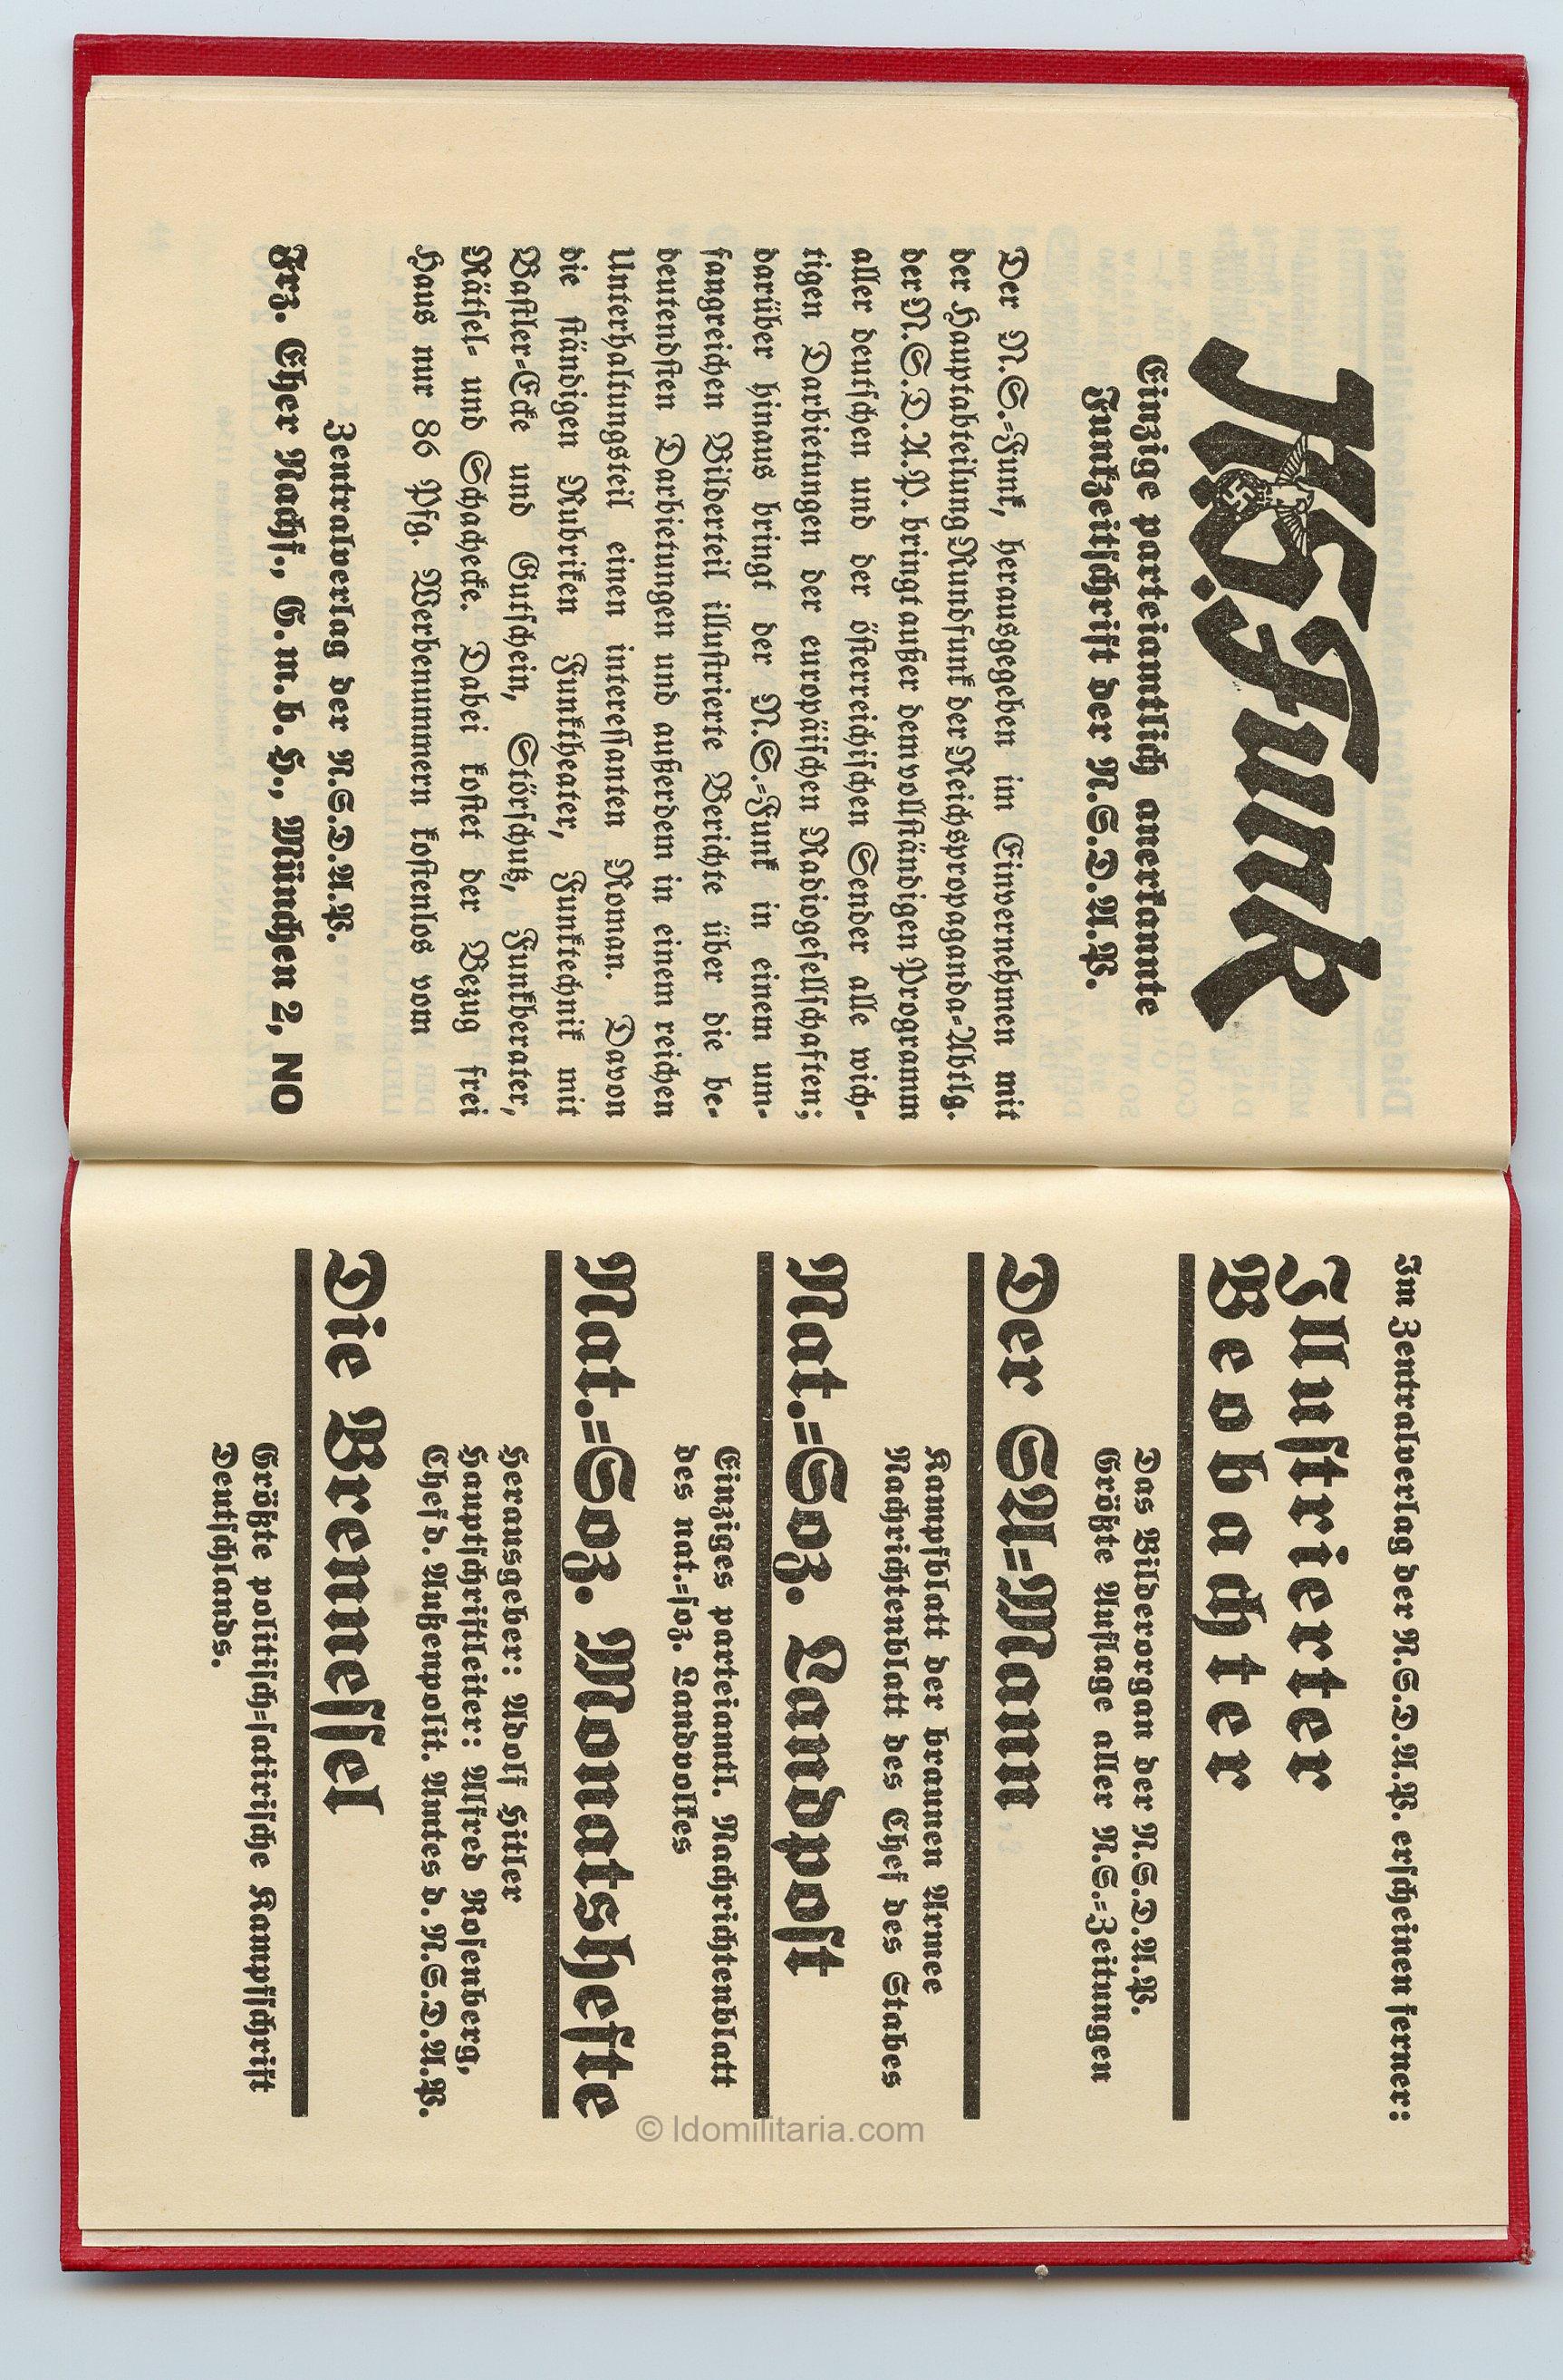 NS. Funk
Einzige parteiamtlich anerkannte
Funkzeitschrift der N.S.D.A.P.
Der N.S.=Funk, herausgegeben im Einvernehmen mit
der Hauptabteilung Rundfunk der Reichspropaganda=Abtlg.
der N.S.D.A.P. bringt außer dem vollständigen Programm
aller deutschen und der österreichischen Sender alle wich-
tigen Darbietungen der europäischen Radiogesellschaften;
darüber hinaus bringt der N.S.=Funk in einem um-
fangreichen Bilderteil illustrierte Berichte über die be-
deutendsten Darbietungen und außerdem in einem reichen
Unterhaltungsteil einen interessanten Roman. Davon
die ständigen Rubriken Funktheater, Funktechnik mit
Bastler=Ecke und Gutschein, Störschutz, Funkberater,
Rätsel= und Schachecke. Dabei kostet der Bezug frei
Haus nur 86 Pfg. Werbenummern kostenlos vom
Zentralverlag der N.S.D.A.P.
Frz. Eher Nachf., G.m.b.H., München 2, NO
Im Zentralverlag der N.S.D.A.P. erscheinen ferner:
Illustrierter
Beobachter
Das Bilderorgan der N.S.D.A.P.
Größte Auflage aller N.S.=Zeitungen
Der SA=Mann
Kampfblatt der braunen Armee
Nachrichtenblatt des Chef des Stabes
Nat.=Soz. Landpost
Einziges parteiamtl. Nachrichtenblatt
des nat.=soz. Landvolkes
Nat.=Soz. Monatshefte
Herausgeber: Adolf Hitler
Hauptschriftleiter: Alfred Rosenberg,
Chef d. Außenpolit. Amtes d. N.S.D.A.P.
Die Brennessel
Größte politisch=satirische Kampfschrift
Deutschlands.
© ldomilitaria.com